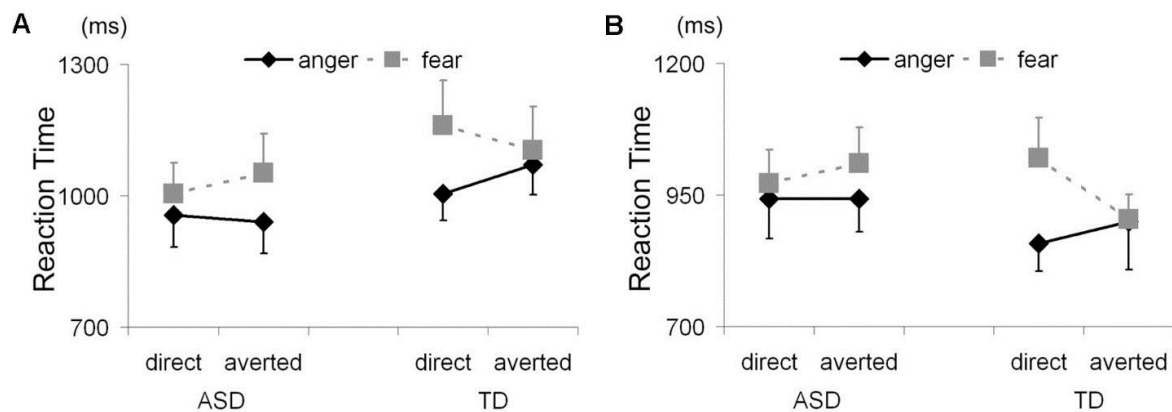 A (ms)
anger fear
1300
1000
700
Reaction Time
direct averted direct averted
ASD TD
B (ms)
anger fear
1200
950
700
Reaction Time
direct averted direct averted
ASD TD